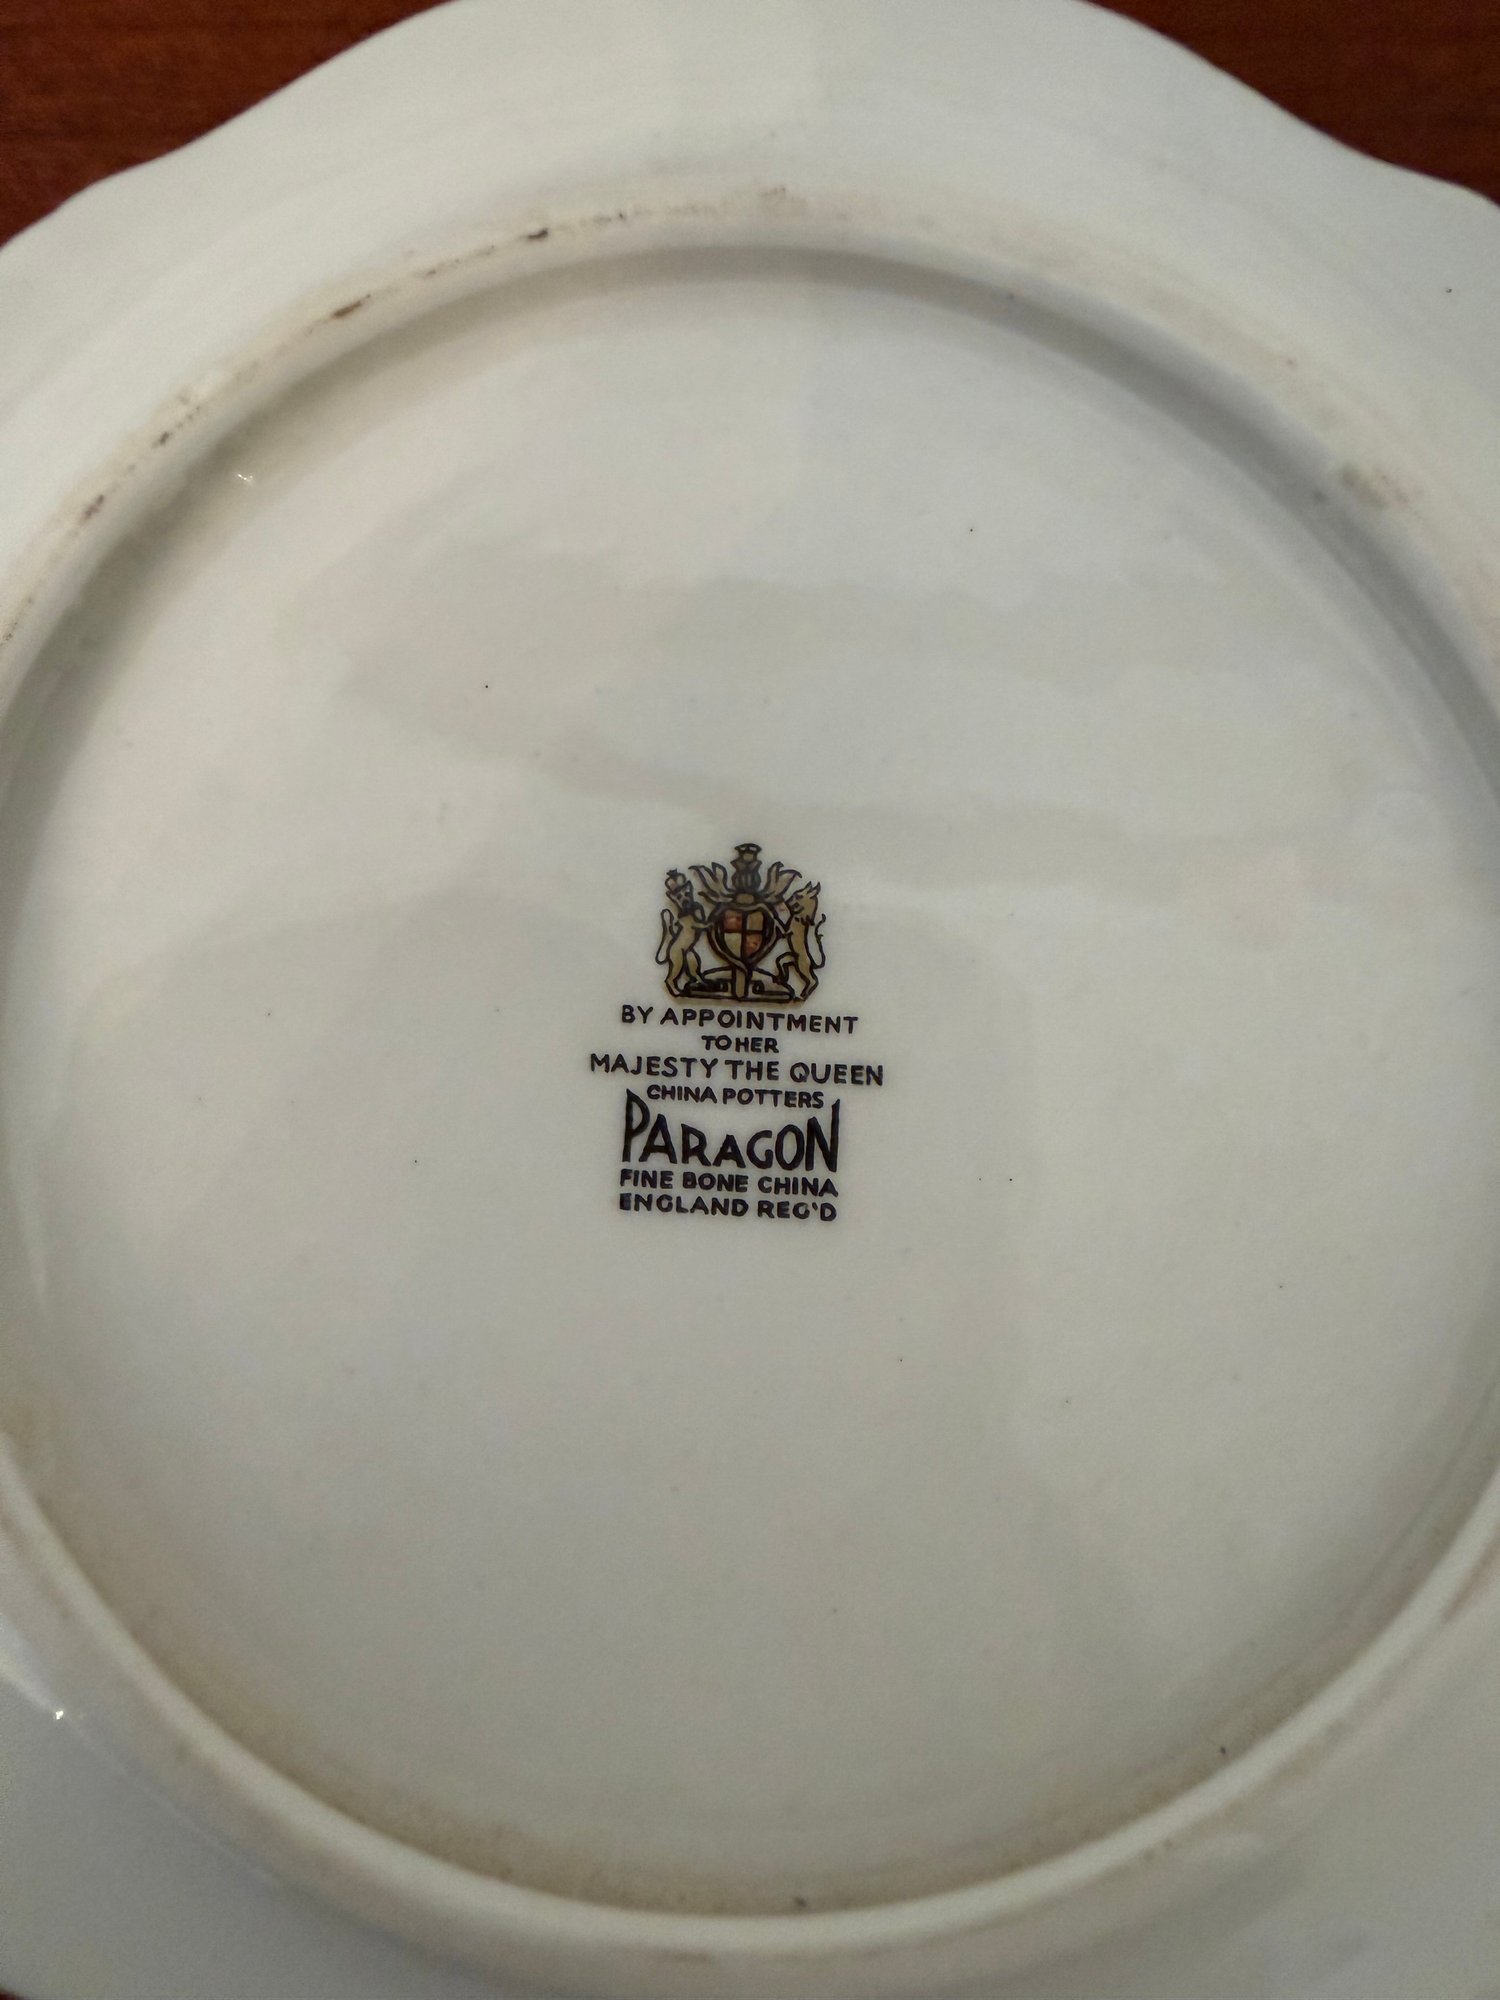 BY APPOINTMENT
TO HER
MAJESTY THE QUEEN
CHINA POTTERS
PARAGON
FINE BONE CHINA
ENGLAND REG'D